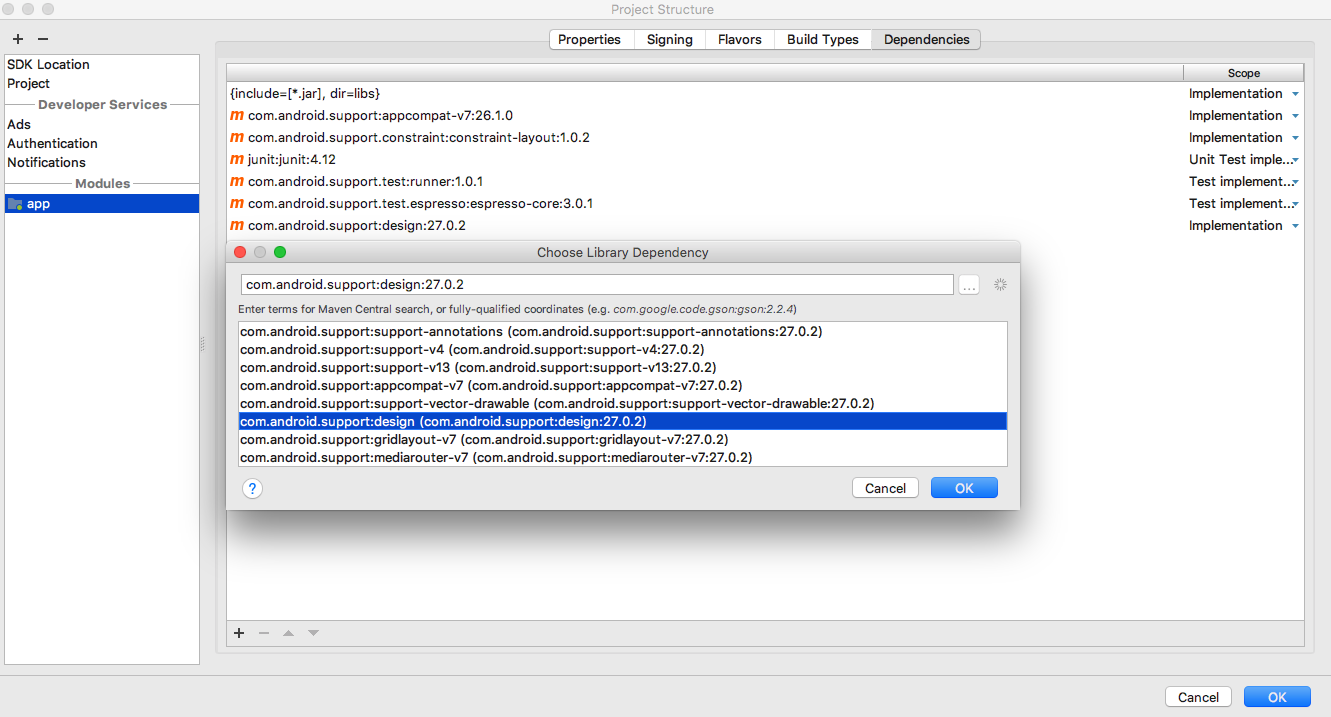 Project Structure
+ −
SDK Location
Project
Developer Services
Ads
Authentication
Notifications
Modules
app
Properties Signing Flavors Build Types Dependencies
Scope
{include=[*.jar], dir=libs} Implementation
m com.android.support:appcompat-v7:26.1.0 Implementation
m com.android.support.constraint:constraint-layout:1.0.2 Implementation
m junit:junit:4.12 Unit Test imple...
m com.android.support.test:runner:1.0.1 Test implement...
m com.android.support.test.espresso:espresso-core:3.0.1 Test implement...
m com.android.support:design:27.0.2 Implementation
Choose Library Dependency
com.android.support:design:27.0.2 ...
Enter terms for Maven Central search, or fully-qualified coordinates (e.g. com.google.code.gson:gson:2.2.4)
com.android.support:support-annotations (com.android.support:support-annotations:27.0.2)
com.android.support:support-v4 (com.android.support:support-v4:27.0.2)
com.android.support:support-v13 (com.android.support:support-v13:27.0.2)
com.android.support:appcompat-v7 (com.android.support:appcompat-v7:27.0.2)
com.android.support:support-vector-drawable (com.android.support:support-vector-drawable:27.0.2)
com.android.support:design (com.android.support:design:27.0.2)
com.android.support:gridlayout-v7 (com.android.support:gridlayout-v7:27.0.2)
com.android.support:mediarouter-v7 (com.android.support:mediarouter-v7:27.0.2)
? Cancel OK
+ −
Cancel OK